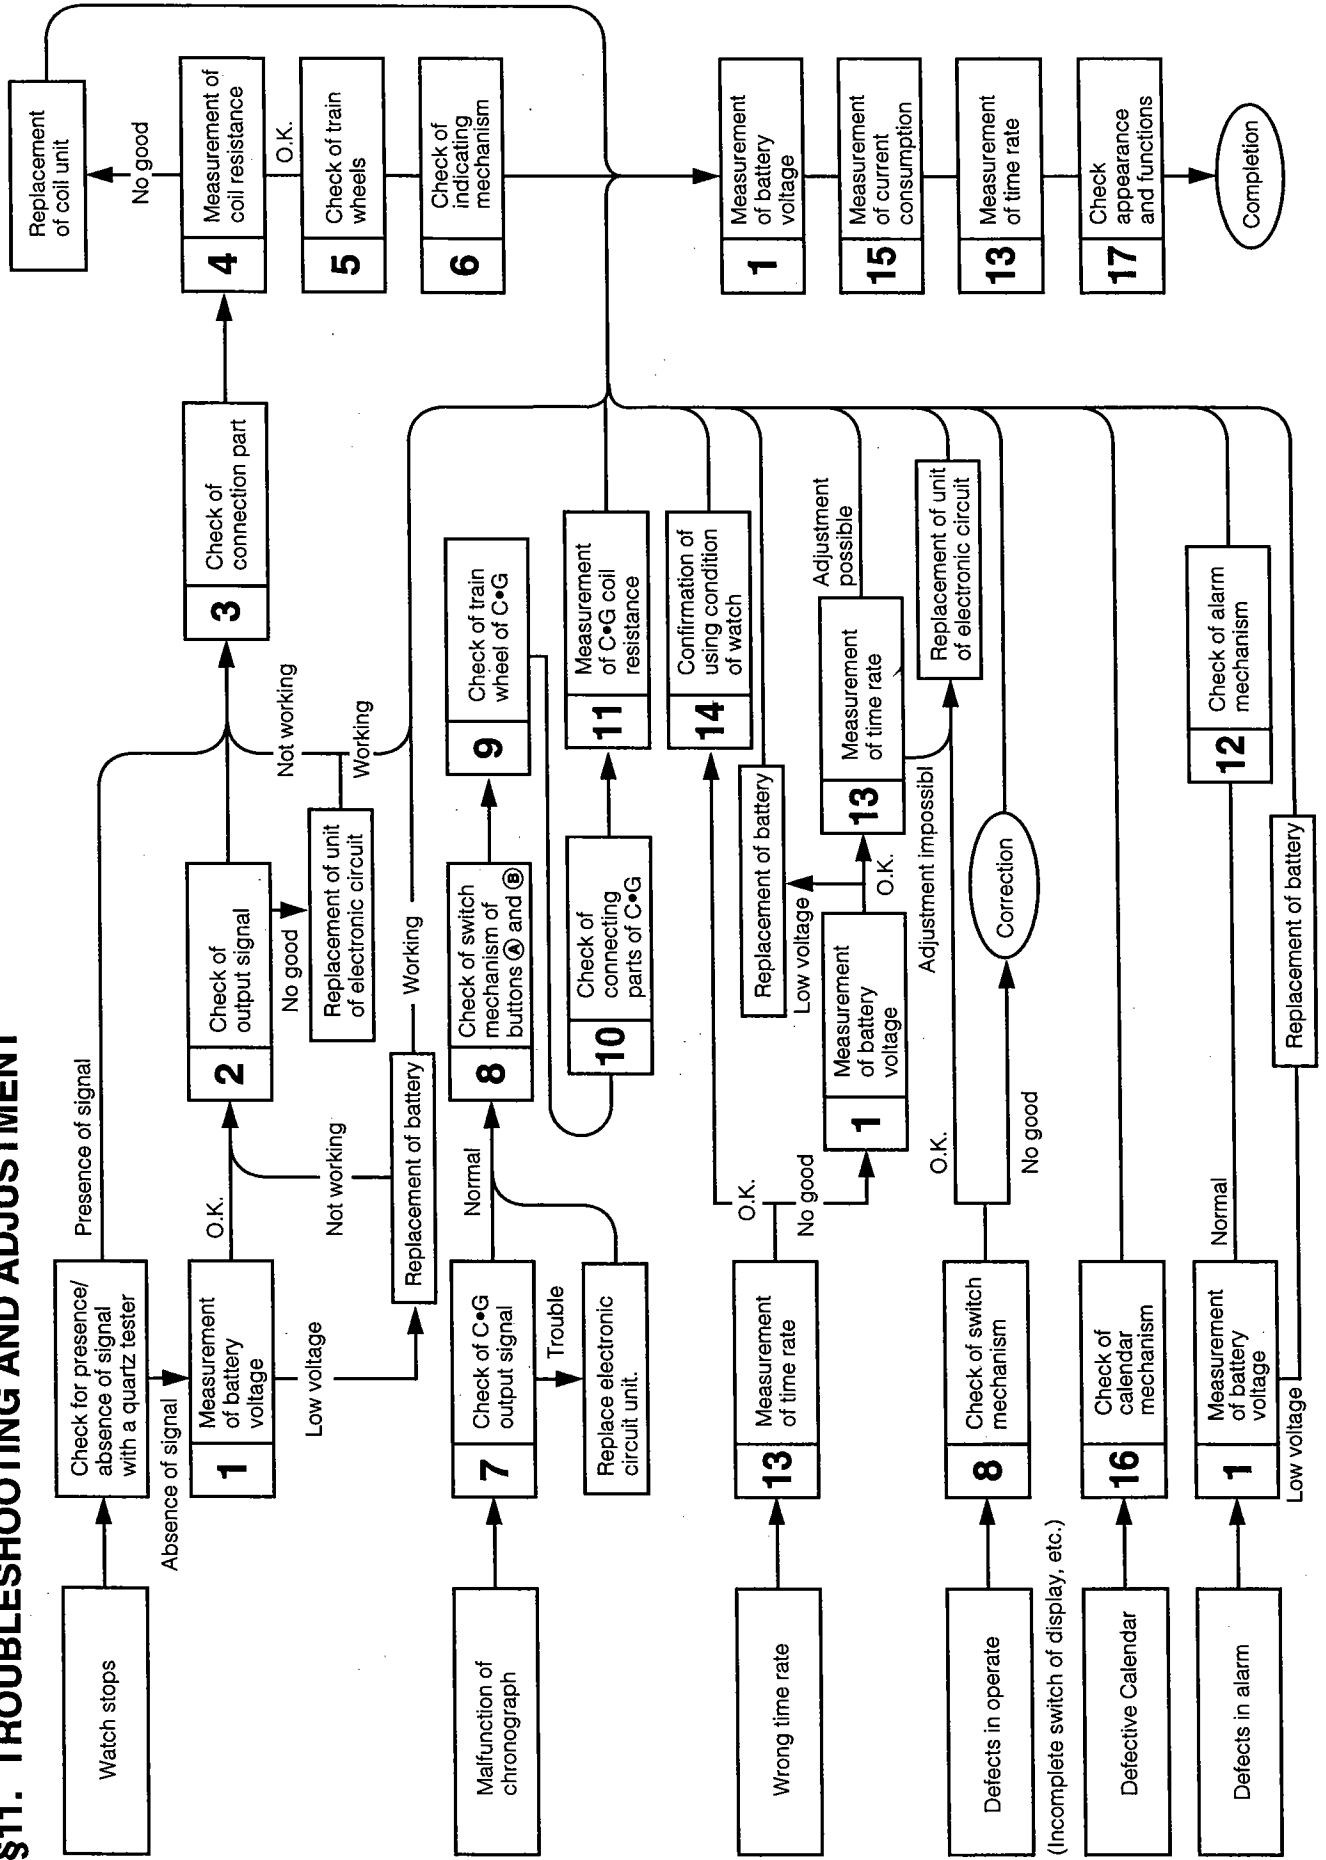 §11. TROUBLESHOOTING AND ADJUSTMENT
Watch stops
Check for presence/
absence of signal
with a quartz tester
Presence of signal
Absence of signal
1
Measurement
of battery
voltage
O.K.
Low voltage
Not working
Replacement of battery
Working
2
Check of
output signal
No good
Replacement of unit
of electronic circuit
Not working
Working
3
Check of
connection part
4
Measurement of
coil resistance
No good
Replacement
of coil unit
O.K.
5
Check of train
wheels
6
Check of
indicating
mechanism
Malfunction of
chronograph
7
Check of C•G
output signal
Normal
Trouble
Replace electronic
circuit unit.
8
Check of switch
mechanism of
buttons Ⓐ and Ⓑ
9
Check of train
wheel of C•G
10
Check of
connecting
parts of C•G
11
Measurement
of C•G coil
resistance
Wrong time rate
13
Measurement
of time rate
O.K.
No good
14
Confirmation of
using condition
of watch
1
Measurement
of battery
voltage
Low voltage
Replacement of battery
O.K.
13
Measurement
of time rate
Adjustment
possible
Adjustment impossibl
Replacement of unit
of electronic circuit
Defects in operate
(Incomplete switch of display, etc.)
8
Check of switch
mechanism
O.K.
No good
Correction
Defective Calendar
16
Check of
calendar
mechanism
Defects in alarm
1
Measurement
of battery
voltage
Normal
Low voltage
12
Check of alarm
mechanism
Replacement of battery
1
Measurement
of battery
voltage
15
Measurement
of current
consumption
13
Measurement
of time rate
17
Check
appearance
and functions
Completion